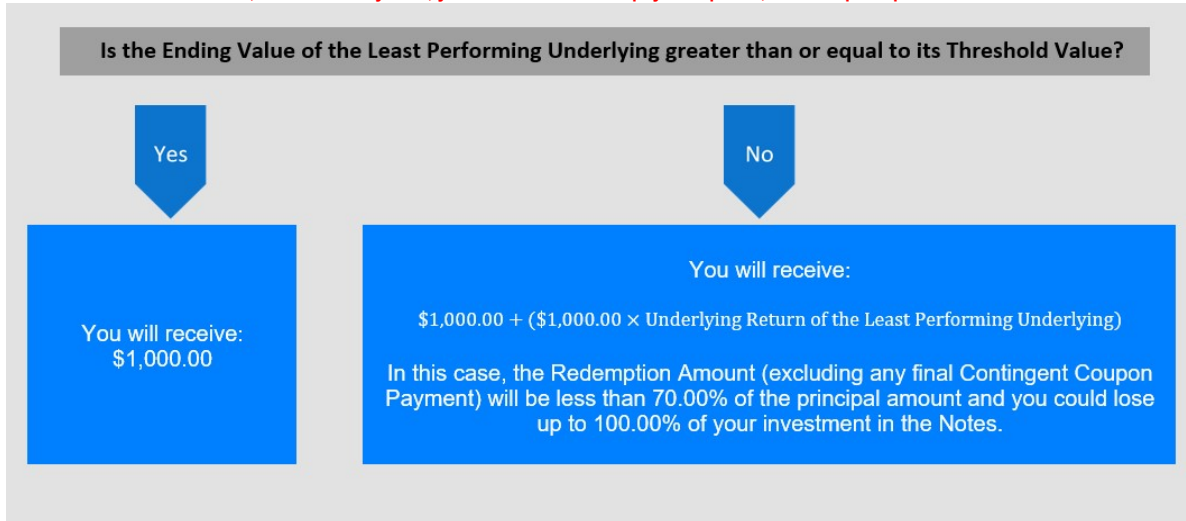 Is the Ending Value of the Least Performing Underlying greater than or equal to its Threshold Value?
Yes
No
You will receive:
$1,000.00
You will receive:
$1,000.00 + ($1,000.00 × Underlying Return of the Least Performing Underlying)
In this case, the Redemption Amount (excluding any final Contingent Coupon
Payment) will be less than 70.00% of the principal amount and you could lose
up to 100.00% of your investment in the Notes.